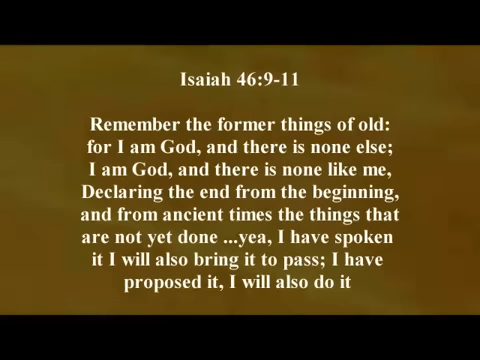 Isaiah 46:9-11
Remember the former things of old:
for I am God, and there is none else;
I am God, and there is none like me,
Declaring the end from the beginning,
and from ancient times the things that
are not yet done ...yea, I have spoken
it I will also bring it to pass; I have
proposed it, I will also do it